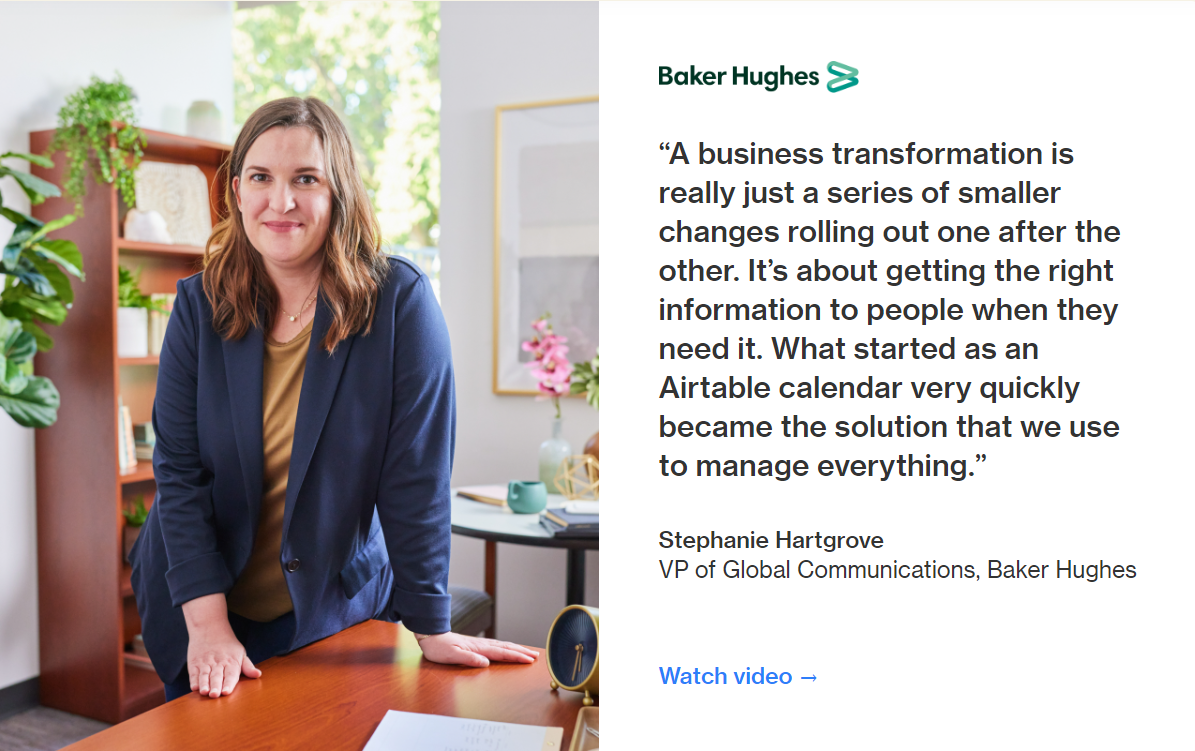 Baker Hughes
“A business transformation is
really just a series of smaller
changes rolling out one after the
other. It’s about getting the right
information to people when they
need it. What started as an
Airtable calendar very quickly
became the solution that we use
to manage everything.”
Stephanie Hartgrove
VP of Global Communications, Baker Hughes
Watch video →